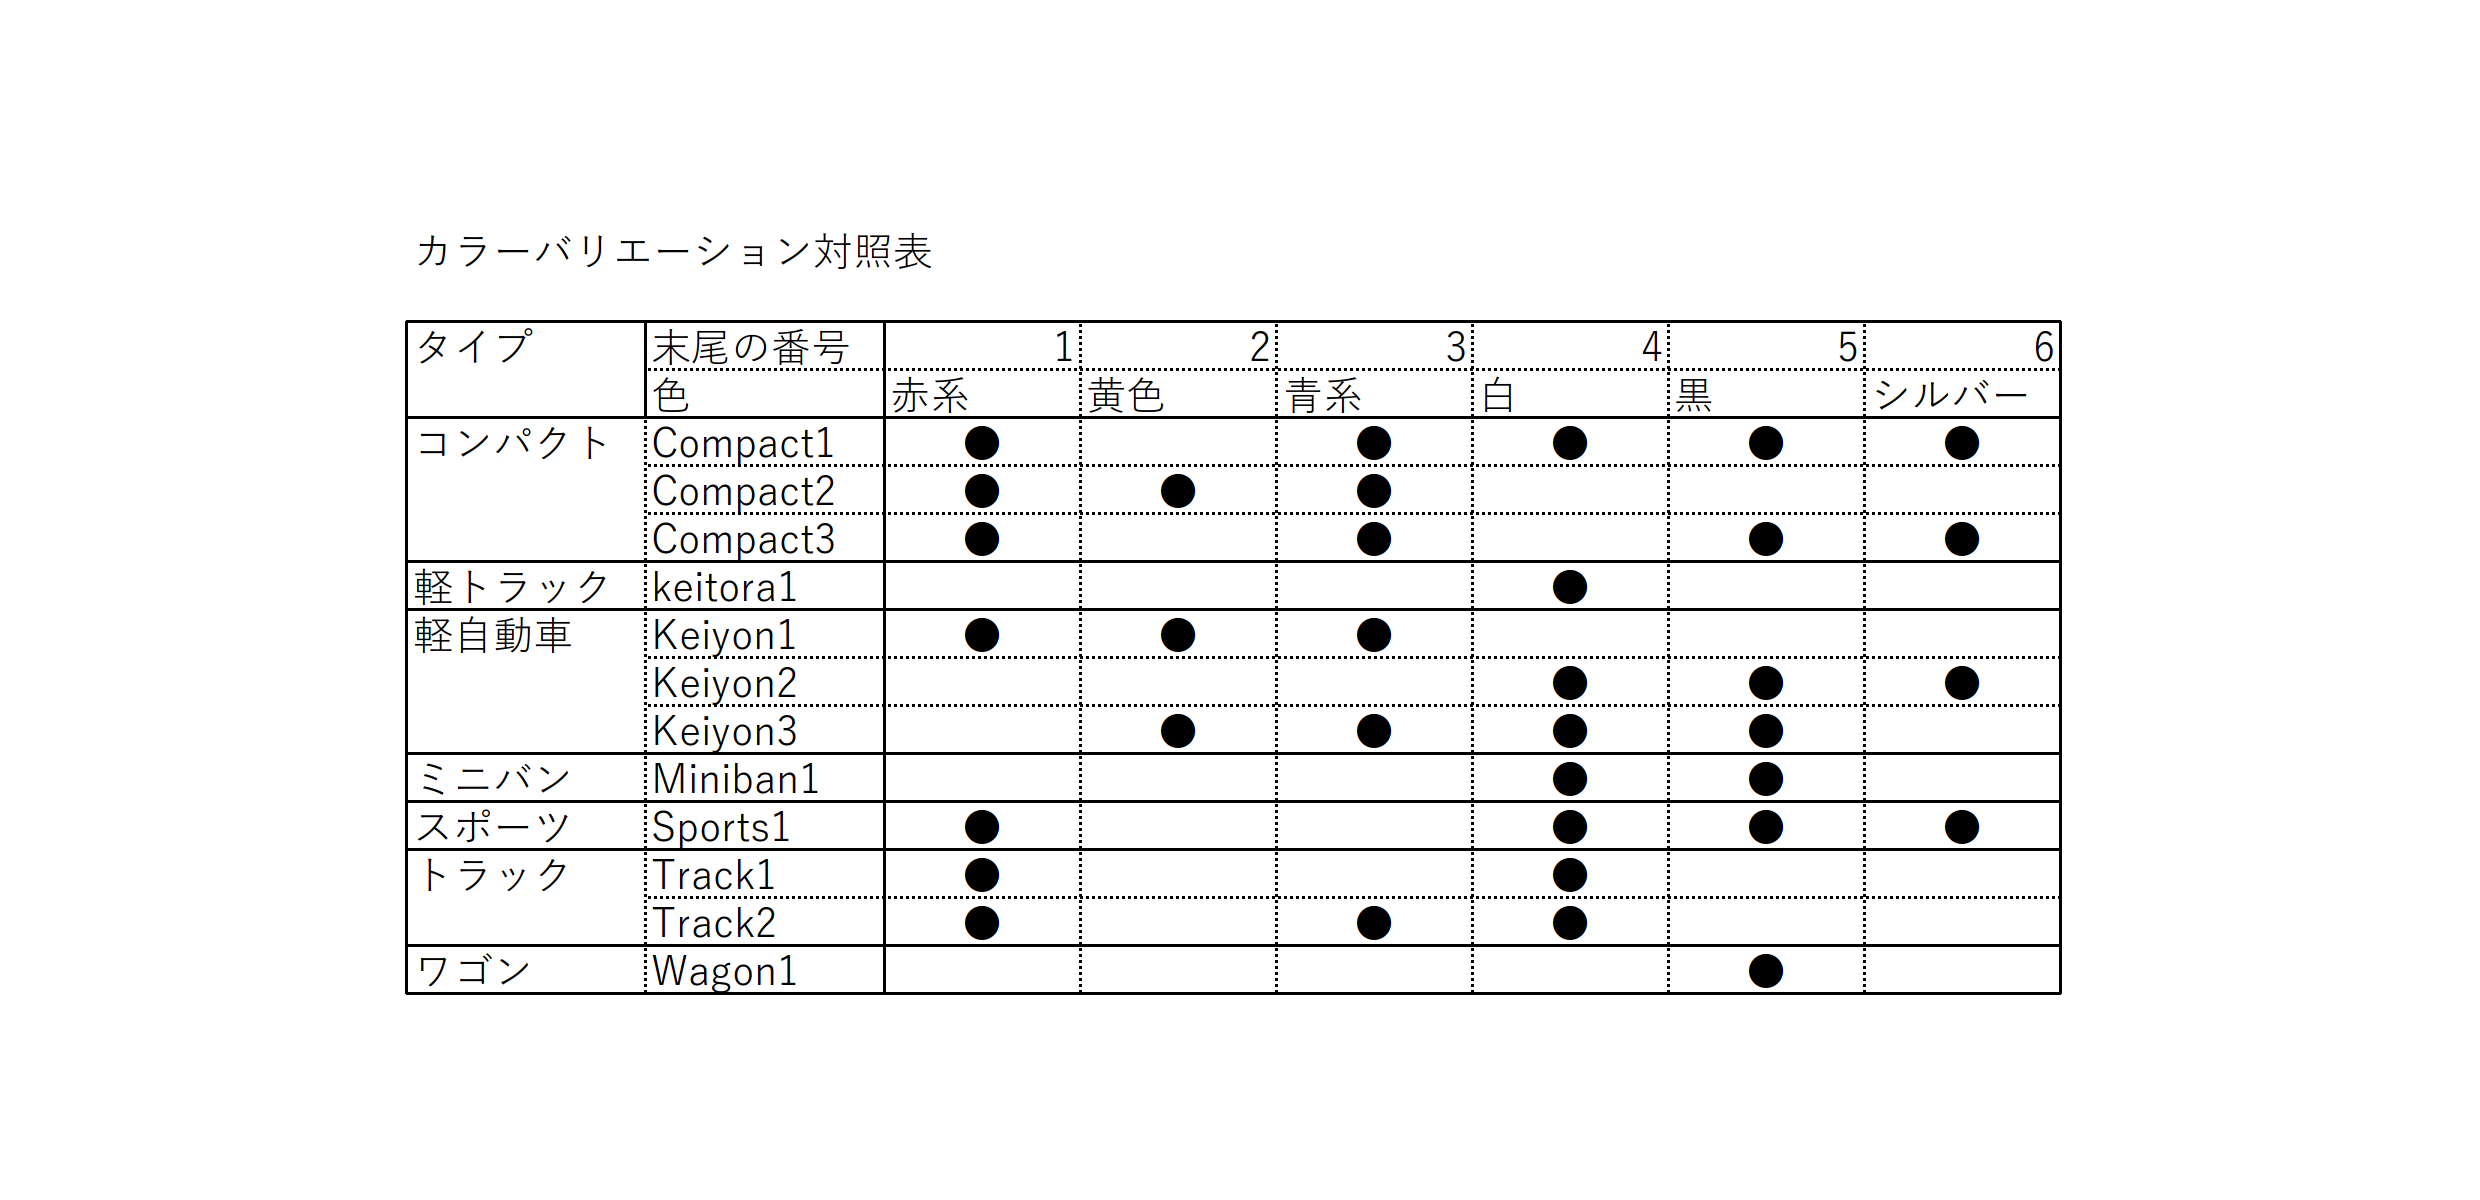 カラーバリエーション対照表
タイプ 末尾の番号 1 2 3 4 5 6
色 赤系 黄色 青系 白 黒 シルバー
コンパクト Compact1 ● ● ● ● ●
Compact2 ● ● ●
Compact3 ● ● ● ●
軽トラック keitora1 ●
軽自動車 Keiyon1 ● ● ●
Keiyon2 ● ● ●
Keiyon3 ● ● ● ●
ミニバン Miniban1 ● ●
スポーツ Sports1 ● ● ● ●
トラック Track1 ● ●
Track2 ● ● ●
ワゴン Wagon1 ●